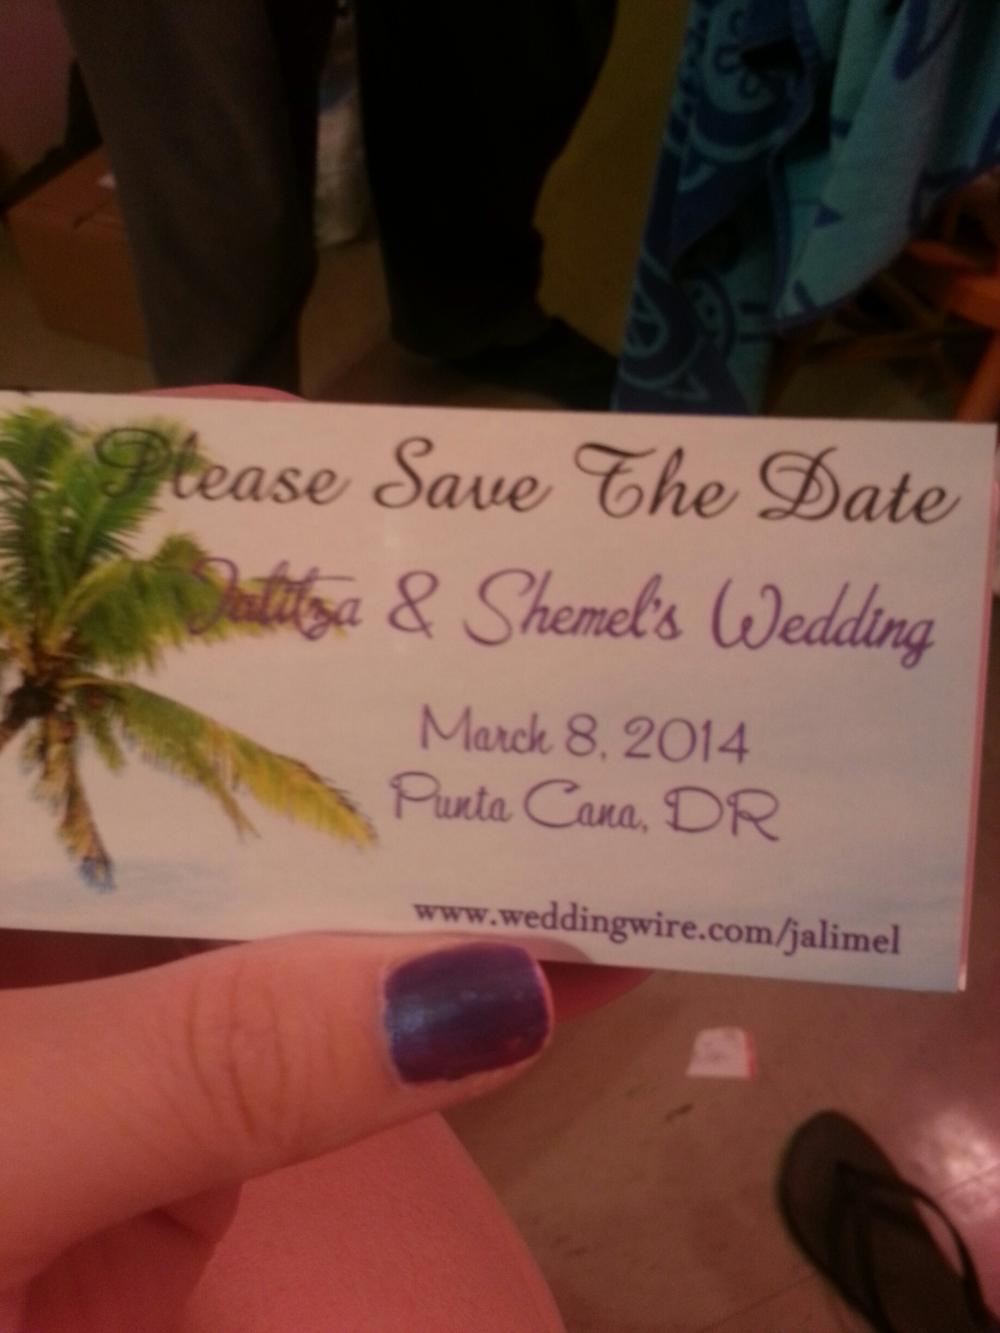 Please Save The Date
Jalitza & Shemel's Wedding
March 8, 2014
Punta Cana, DR
www.weddingwire.com/jalimel